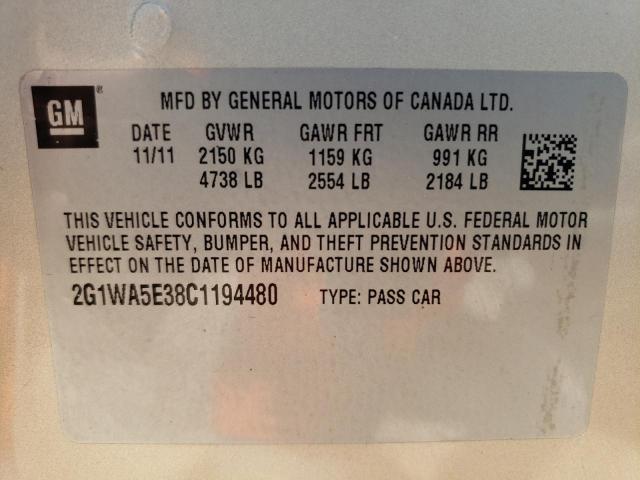 GM®
MFD BY GENERAL MOTORS OF CANADA LTD.
DATE GVWR GAWR FRT GAWR RR
11/11 2150 KG 1159 KG 991 KG
4738 LB 2554 LB 2184 LB
THIS VEHICLE CONFORMS TO ALL APPLICABLE U.S. FEDERAL MOTOR
VEHICLE SAFETY, BUMPER, AND THEFT PREVENTION STANDARDS IN
EFFECT ON THE DATE OF MANUFACTURE SHOWN ABOVE.
2G1WA5E38C1194480 TYPE: PASS CAR